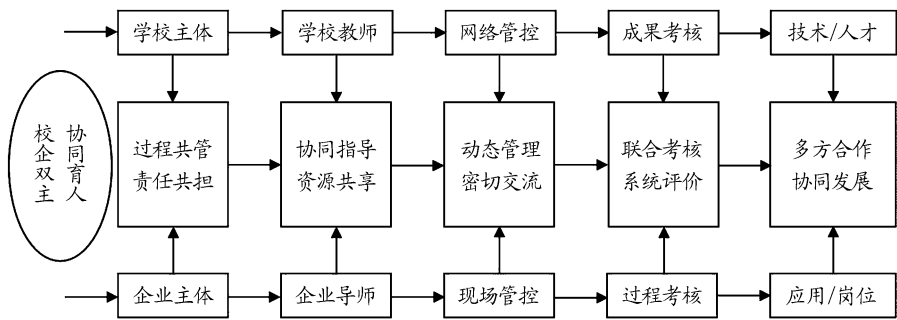 学校主体
学校教师
网络管控
成果考核
技术/人才
校企双主
协同育人
过程共管
责任共担
协同指导
资源共享
动态管理
密切交流
联合考核
系统评价
多方合作
协同发展
企业主体
企业导师
现场管控
过程考核
应用/岗位